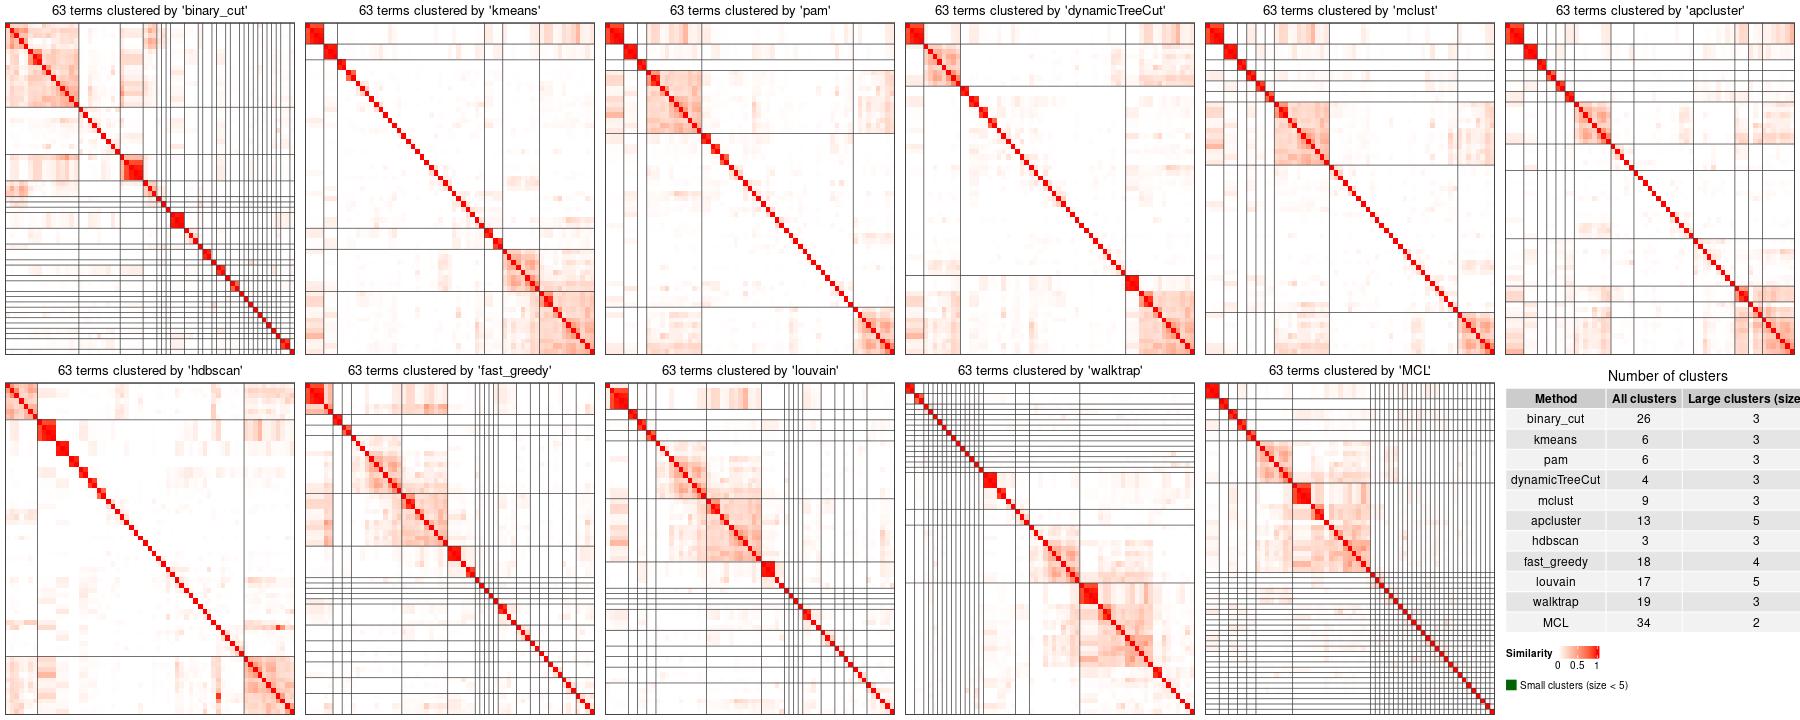 63 terms clustered by 'binary_cut'
63 terms clustered by 'kmeans'
63 terms clustered by 'pam'
63 terms clustered by 'dynamicTreeCut'
63 terms clustered by 'mclust'
63 terms clustered by 'apcluster'
63 terms clustered by 'hdbscan'
63 terms clustered by 'fast_greedy'
63 terms clustered by 'louvain'
63 terms clustered by 'walktrap'
63 terms clustered by 'MCL'
Number of clusters
Method All clusters Large clusters (size
binary_cut 26 3
kmeans 6 3
pam 6 3
dynamicTreeCut 4 3
mclust 9 3
apcluster 13 5
hdbscan 3 3
fast_greedy 18 4
louvain 17 5
walktrap 19 3
MCL 34 2
Similarity
0 0.5 1
Small clusters (size < 5)